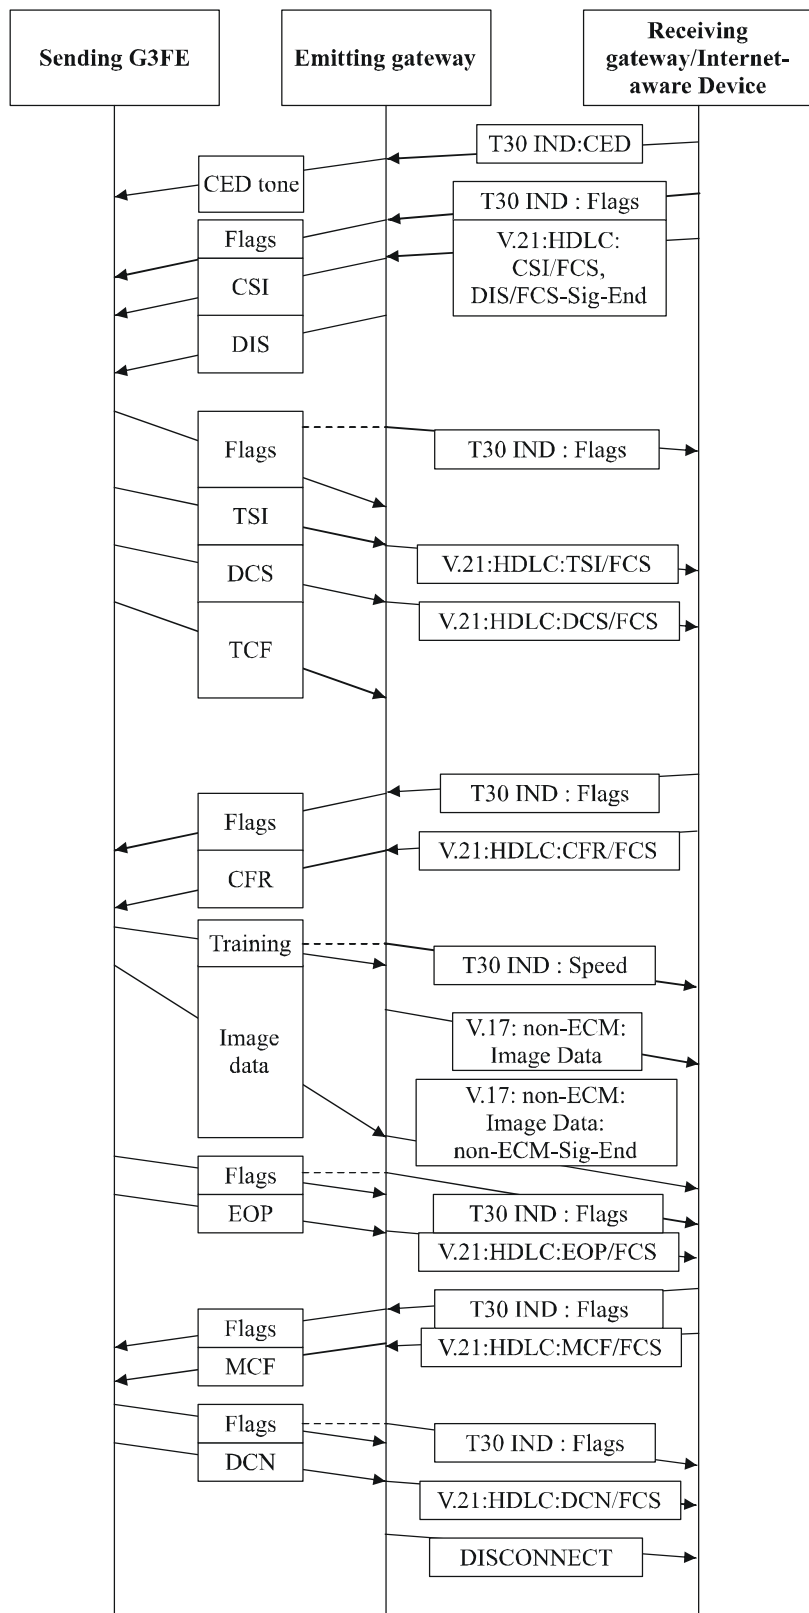 Sending G3FE
Emitting gateway
Receiving
gateway/Internet-
aware Device
T30 IND:CED
CED tone
T30 IND : Flags
Flags
V.21:HDLC:
CSI/FCS,
DIS/FCS-Sig-End
CSI
DIS
Flags
T30 IND : Flags
TSI
V.21:HDLC:TSI/FCS
DCS
V.21:HDLC:DCS/FCS
TCF
T30 IND : Flags
Flags
V.21:HDLC:CFR/FCS
CFR
Training
T30 IND : Speed
Image
data
V.17: non-ECM:
Image Data
V.17: non-ECM:
Image Data:
non-ECM-Sig-End
Flags
T30 IND : Flags
EOP
V.21:HDLC:EOP/FCS
T30 IND : Flags
Flags
V.21:HDLC:MCF/FCS
MCF
Flags
T30 IND : Flags
DCN
V.21:HDLC:DCN/FCS
DISCONNECT